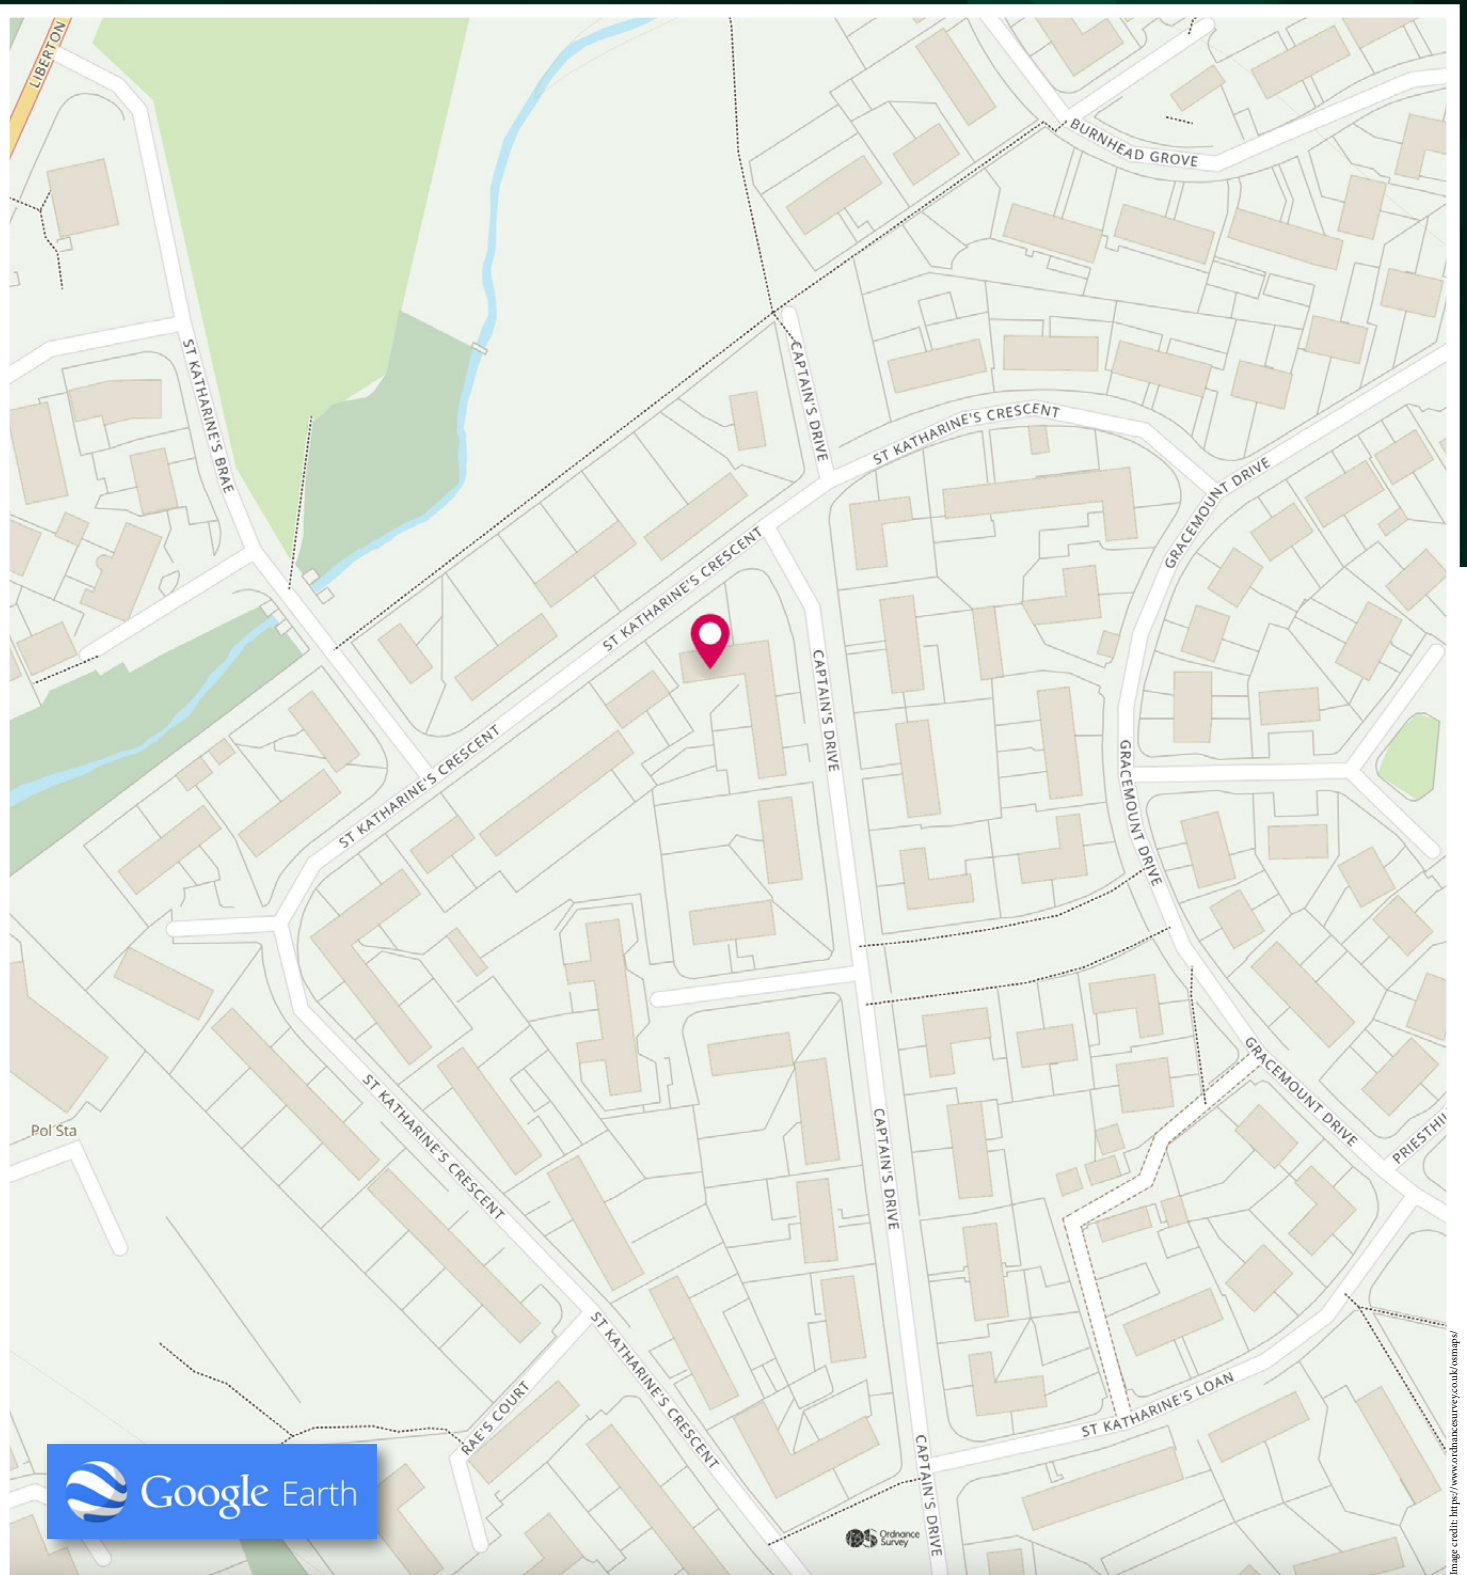 LIBERTON
BURNHEAD GROVE
ST KATHARINE'S BRAE
CAPTAIN'S DRIVE
ST KATHARINE'S CRESCENT
GRACEMOUNT DRIVE
ST KATHARINE'S CRESCENT
CAPTAIN'S DRIVE
ST KATHARINE'S CRESCENT
GRACEMOUNT DRIVE
GRACEMOUNT DRIVE
ST KATHARINE'S CRESCENT
Pol Sta
CAPTAIN'S DRIVE
PRIESTHIL
ST KATHARINE'S CRESCENT
RAE'S COURT
ST KATHARINE'S LOAN
CAPTAIN'S DRIVE
Google Earth
Ordnance
Survey
Image credit: https://www.ordnancesurvey.co.uk/osmaps/